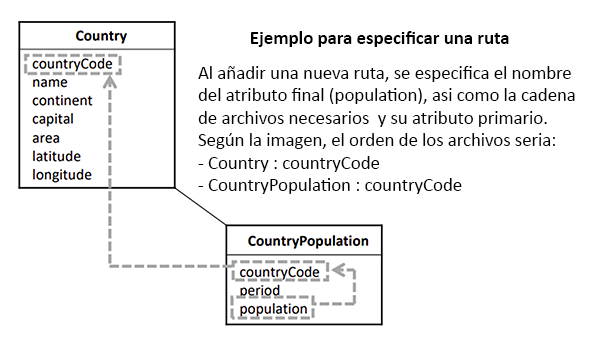 Country
countryCode
name
continent
capital
area
latitude
longitude
Ejemplo para especificar una ruta
Al añadir una nueva ruta, se especifica el nombre
del atributo final (population), asi como la cadena
de archivos necesarios y su atributo primario.
Según la imagen, el orden de los archivos seria:
- Country : countryCode
- CountryPopulation : countryCode
CountryPopulation
countryCode
period
population